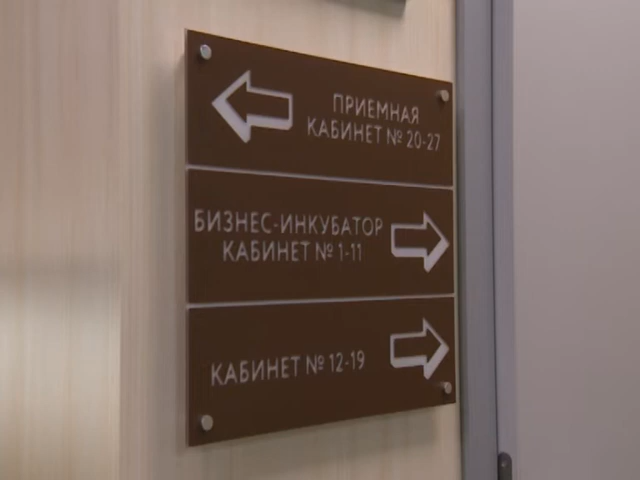 ПРИЕМНАЯ
КАБИНЕТ № 20-27
БИЗНЕС-ИНКУБАТОР
КАБИНЕТ № 1-11
КАБИНЕТ № 12-19